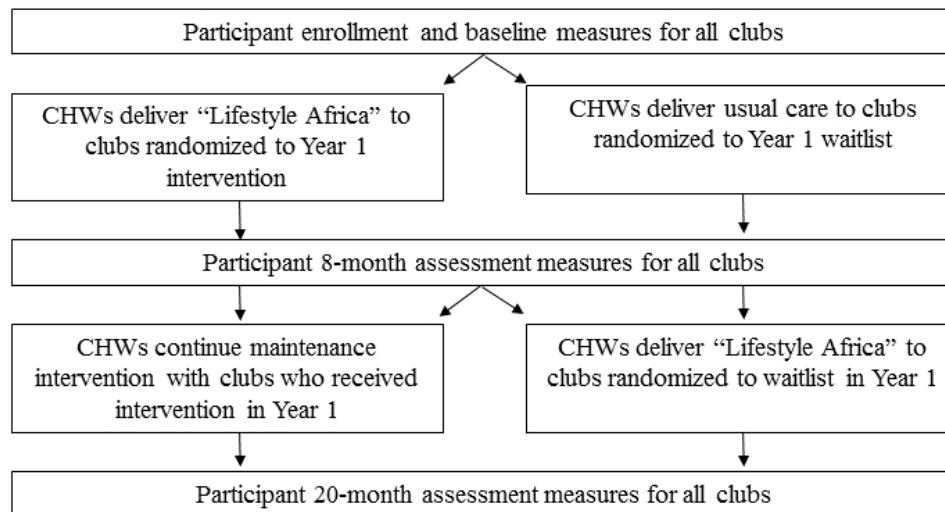 Participant enrollment and baseline measures for all clubs
CHWs deliver “Lifestyle Africa” to
clubs randomized to Year 1
intervention
CHWs deliver usual care to clubs
randomized to Year 1 waitlist
Participant 8-month assessment measures for all clubs
CHWs continue maintenance
intervention with clubs who received
intervention in Year 1
CHWs deliver “Lifestyle Africa” to
clubs randomized to waitlist in Year 1
Participant 20-month assessment measures for all clubs